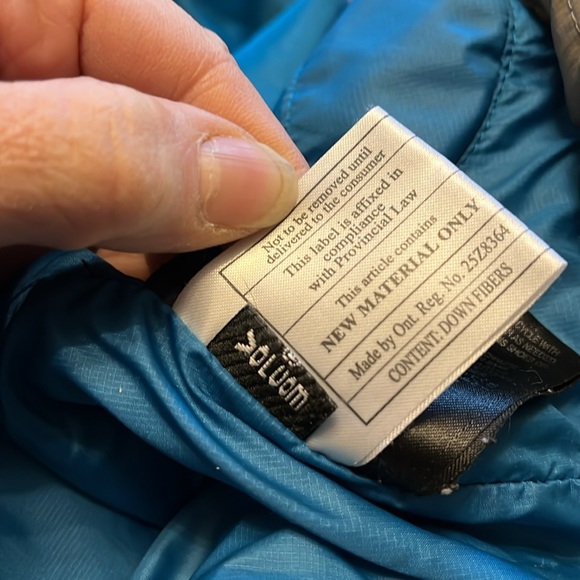 Not to be removed until
delivered to the consumer
This label is affixed in
compliance
with Provincial Law
This article contains
NEW MATERIAL ONLY
Made by Ont. Reg. No. 25Z8364
CONTENT: DOWN FIBERS